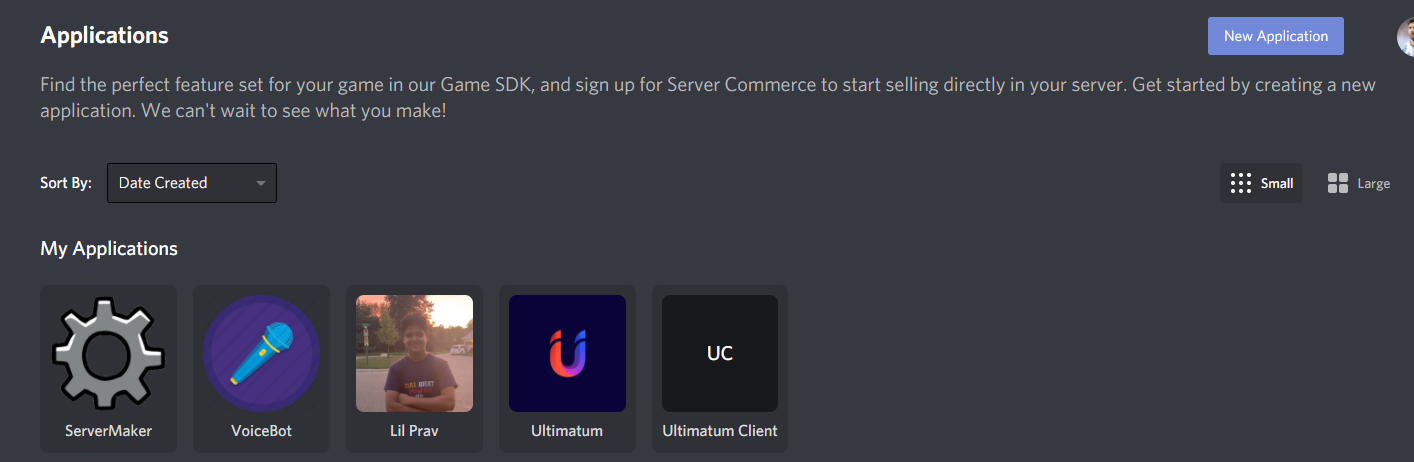 Applications
New Application
Find the perfect feature set for your game in our Game SDK, and sign up for Server Commerce to start selling directly in your server. Get started by creating a new
application. We can't wait to see what you make!
Sort By:
Date Created
Small
Large
My Applications
UC
ServerMaker
VoiceBot
Lil Prav
Ultimatum
Ultimatum Client